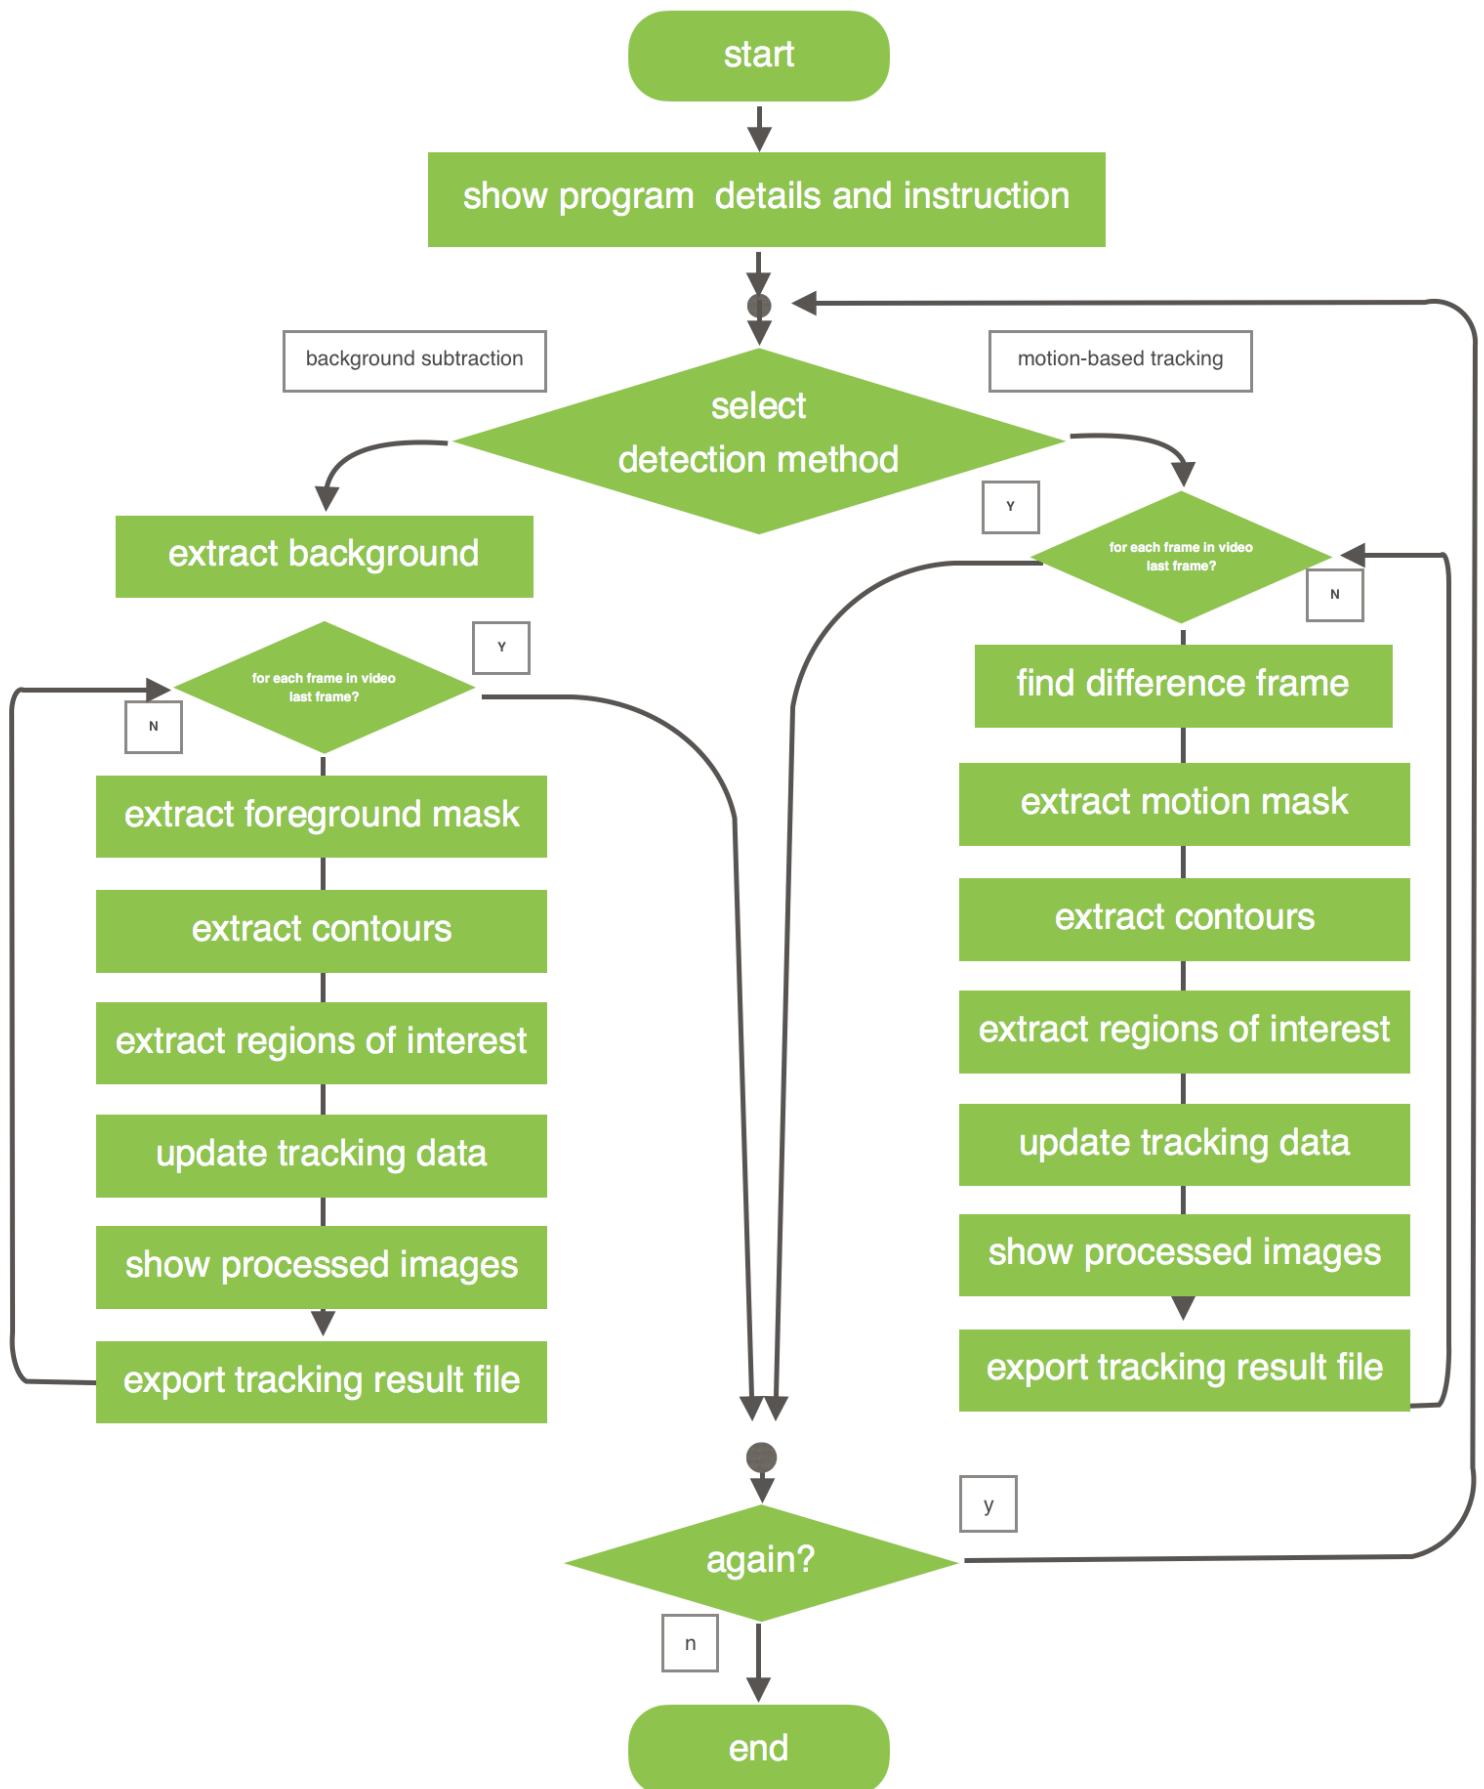 start
show program  details and instruction
background subtraction
motion-based tracking
select
detection method
Y
for each frame in video
last frame?
N
extract background
Y
for each frame in video
last frame?
N
find difference frame
extract foreground mask
extract motion mask
extract contours
extract contours
extract regions of interest
extract regions of interest
update tracking data
update tracking data
show processed images
show processed images
export tracking result file
export tracking result file
y
again?
n
end